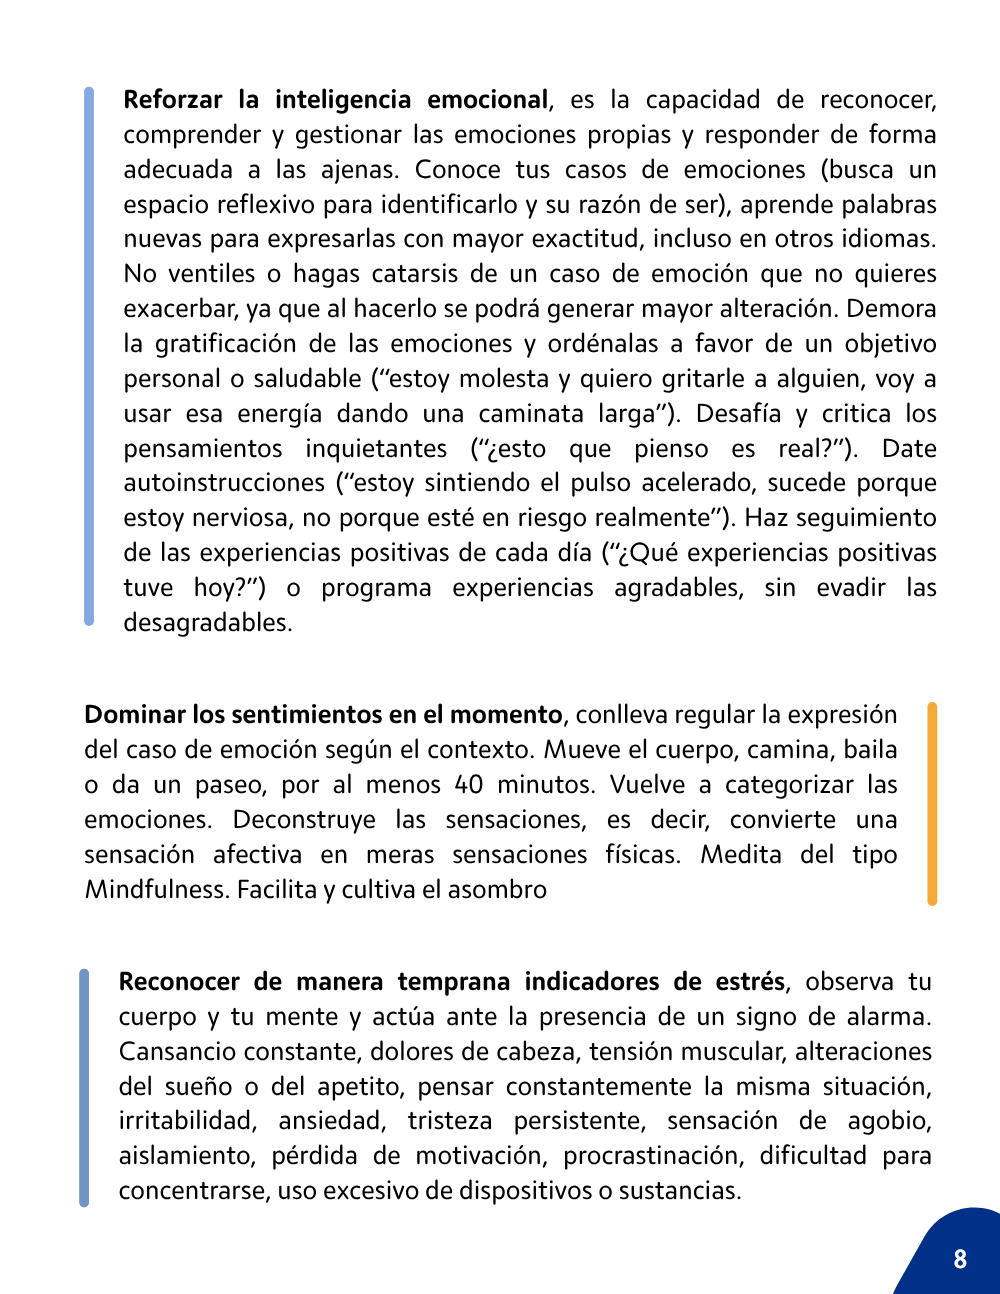 Reforzar la inteligencia emocional, es la capacidad de reconocer,
comprender y gestionar las emociones propias y responder de forma
adecuada a las ajenas. Conoce tus casos de emociones (busca un
espacio reflexivo para identificarlo y su razón de ser), aprende palabras
nuevas para expresarlas con mayor exactitud, incluso en otros idiomas.
No ventiles o hagas catarsis de un caso de emoción que no quieres
exacerbar, ya que al hacerlo se podrá generar mayor alteración. Demora
la gratificación de las emociones y ordénalas a favor de un objetivo
personal o saludable (“estoy molesta y quiero gritarle a alguien, voy a
usar esa energía dando una caminata larga”). Desafía y critica los
pensamientos inquietantes (“¿esto que pienso es real?”). Date
autoinstrucciones (“estoy sintiendo el pulso acelerado, sucede porque
estoy nerviosa, no porque esté en riesgo realmente”). Haz seguimiento
de las experiencias positivas de cada día (“¿Qué experiencias positivas
tuve hoy?”) o programa experiencias agradables, sin evadir las
desagradables.
Dominar los sentimientos en el momento, conlleva regular la expresión
del caso de emoción según el contexto. Mueve el cuerpo, camina, baila
o da un paseo, por al menos 40 minutos. Vuelve a categorizar las
emociones. Deconstruye las sensaciones, es decir, convierte una
sensación afectiva en meras sensaciones físicas. Medita del tipo
Mindfulness. Facilita y cultiva el asombro
Reconocer de manera temprana indicadores de estrés, observa tu
cuerpo y tu mente y actúa ante la presencia de un signo de alarma.
Cansancio constante, dolores de cabeza, tensión muscular, alteraciones
del sueño o del apetito, pensar constantemente la misma situación,
irritabilidad, ansiedad, tristeza persistente, sensación de agobio,
aislamiento, pérdida de motivación, procrastinación, dificultad para
concentrarse, uso excesivo de dispositivos o sustancias.
8